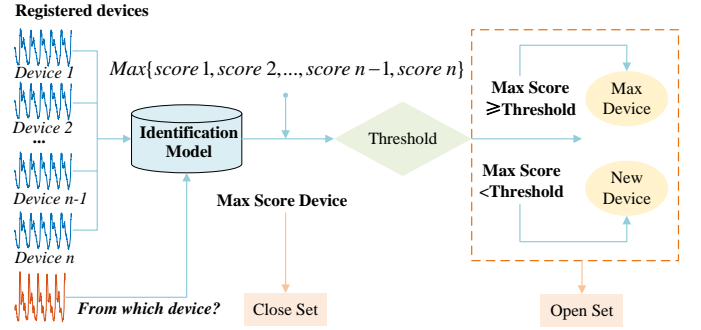 Registered devices
Device 1
Device 2
...
Device n-1
Device n
From which device?
Identification
Model
Max{score 1, score 2,..., score n−1, score n}
Max Score Device
Close Set
Threshold
Max Score
⩾Threshold
Max
Device
Max Score
<Threshold
New
Device
Open Set